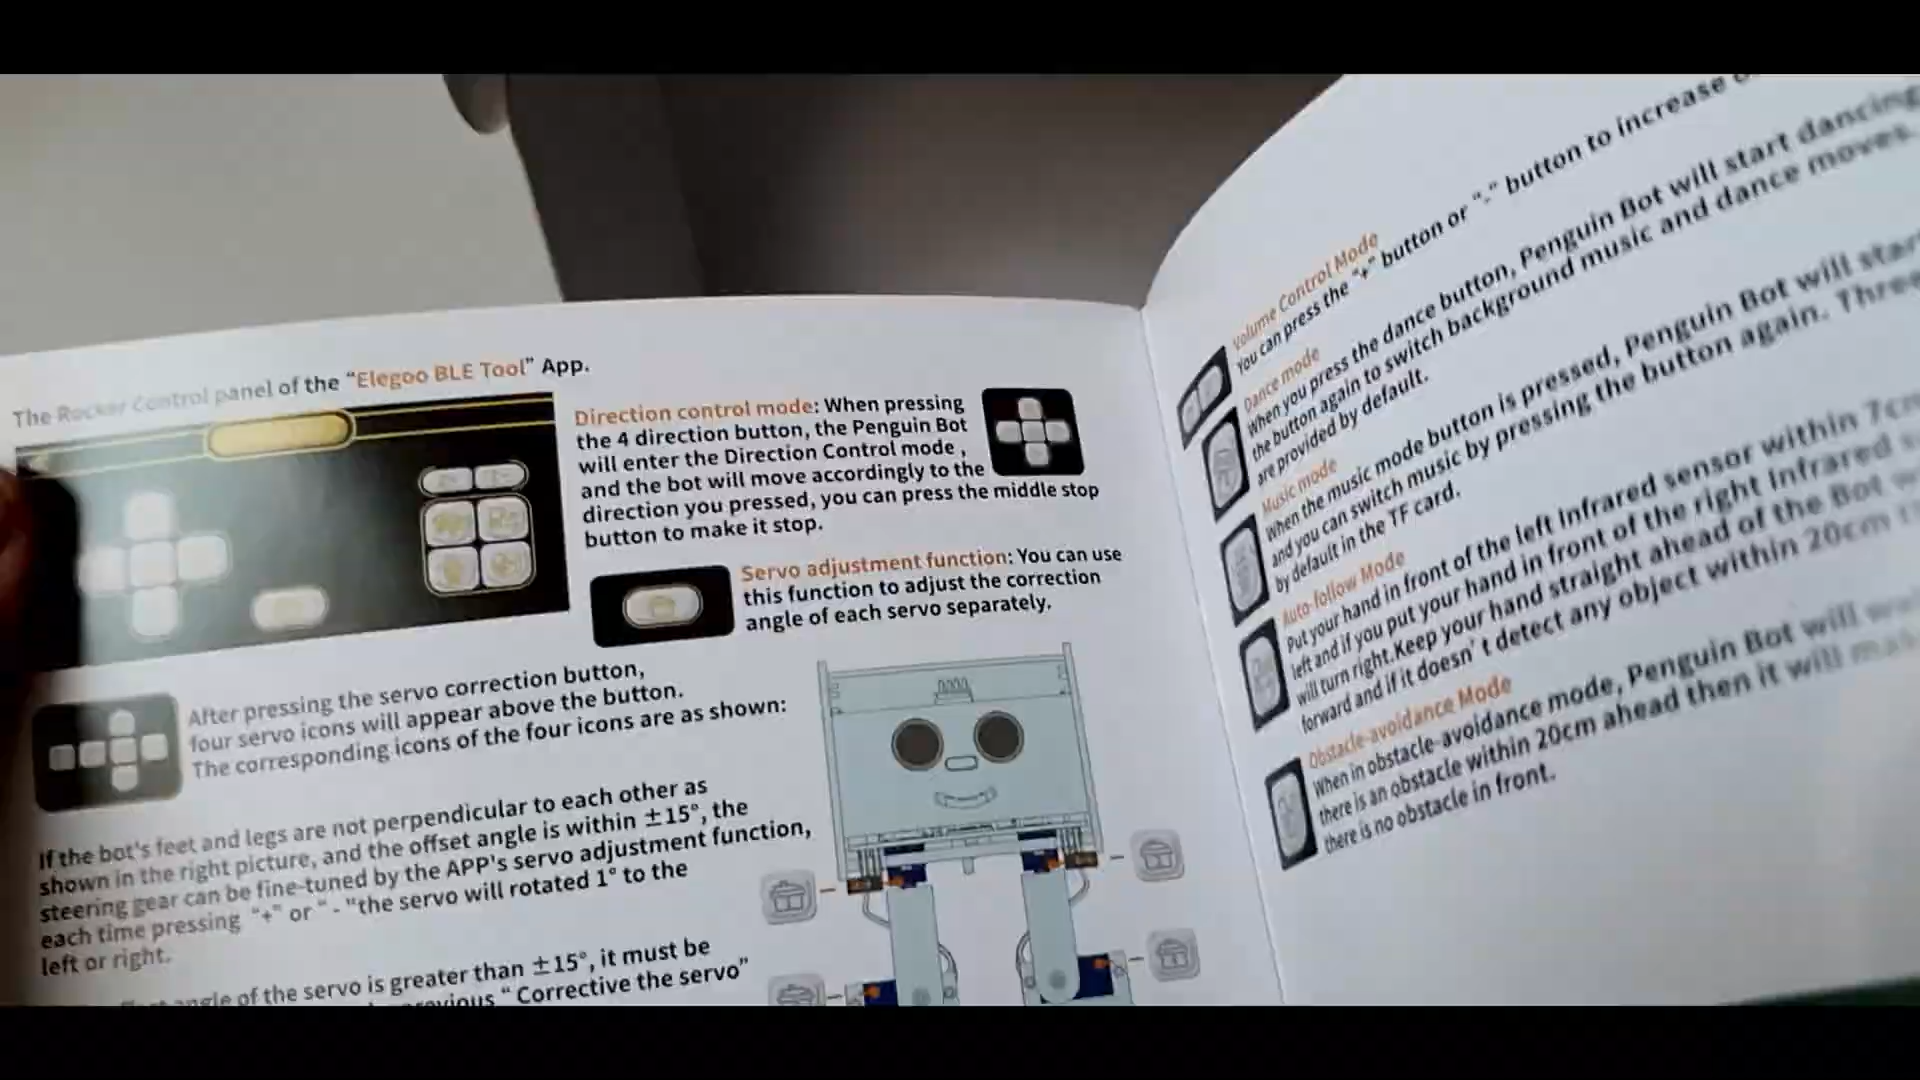 The Rocker Control panel of the “Elegoo BLE Tool” App.
Direction control mode: When pressing
the 4 direction button, the Penguin Bot
will enter the Direction Control mode ,
and the bot will move accordingly to the
direction you pressed, you can press the middle stop
button to make it stop.
Servo adjustment function: You can use
this function to adjust the correction
angle of each servo separately.
After pressing the servo correction button,
four servo icons will appear above the button.
The corresponding icons of the four icons are as shown:
If the bot's feet and legs are not perpendicular to each other as
shown in the right picture, and the offset angle is within ±15°, the
steering gear can be fine-tuned by the APP's servo adjustment function,
each time pressing “+” or “ - ”the servo will rotated 1° to the
left or right.
angle of the servo is greater than ±15°, it must be
previous “ Corrective the servo”
Volume Control Mode
You can press the “+” button or “-” button to increase
Dance mode
When you press the dance button, Penguin Bot will start dancing
the button again to switch background music and dance moves.
are provided by default.
Music mode
When the music mode button is pressed, Penguin Bot will start
and you can switch music by pressing the button again. Three
by default in the TF card.
Auto-follow Mode
Put your hand in front of the left Infrared sensor within 7cm
left and if you put your hand in front of the right Infrared
will turn right.Keep your hand straight ahead of the Bot
forward and if it doesn't detect any object within 20cm
Obstacle-avoidance Mode
When in obstacle-avoidance mode, Penguin Bot will
there is an obstacle within 20cm ahead then it will
there is no obstacle in front.